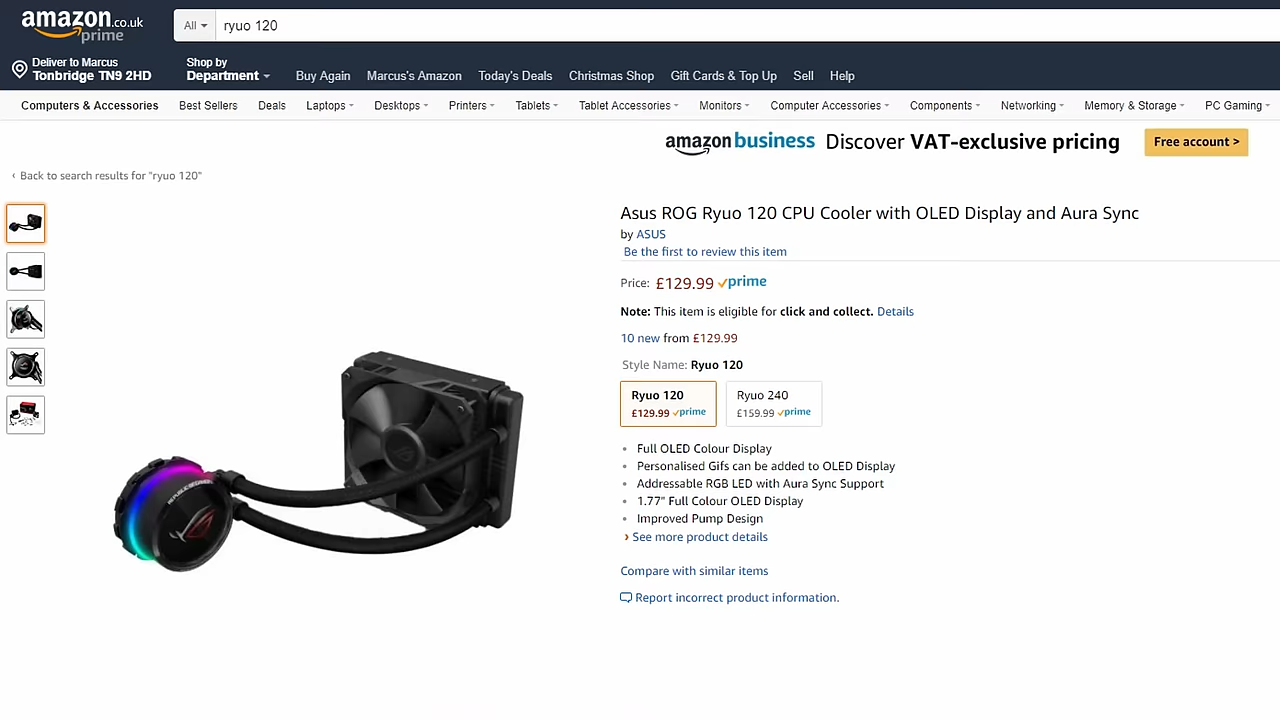 amazon.co.uk
prime
All
ryuo 120
Deliver to Marcus
Tonbridge TN9 2HD
Shop by
Department
Buy Again Marcus's Amazon Today's Deals Christmas Shop Gift Cards & Top Up Sell Help
Computers & Accessories Best Sellers Deals Laptops Desktops Printers Tablets Tablet Accessories Monitors Computer Accessories Components Networking Memory & Storage PC Gaming
amazon business Discover VAT-exclusive pricing Free account >
‹ Back to search results for "ryuo 120"
Asus ROG Ryuo 120 CPU Cooler with OLED Display and Aura Sync
by ASUS
Be the first to review this item
Price: £129.99 prime
Note: This item is eligible for click and collect. Details
10 new from £129.99
Style Name: Ryuo 120
Ryuo 120
£129.99 prime
Ryuo 240
£159.99 prime
• Full OLED Colour Display
• Personalised Gifs can be added to OLED Display
• Addressable RGB LED with Aura Sync Support
• 1.77" Full Colour OLED Display
• Improved Pump Design
› See more product details
Compare with similar items
Report incorrect product information.